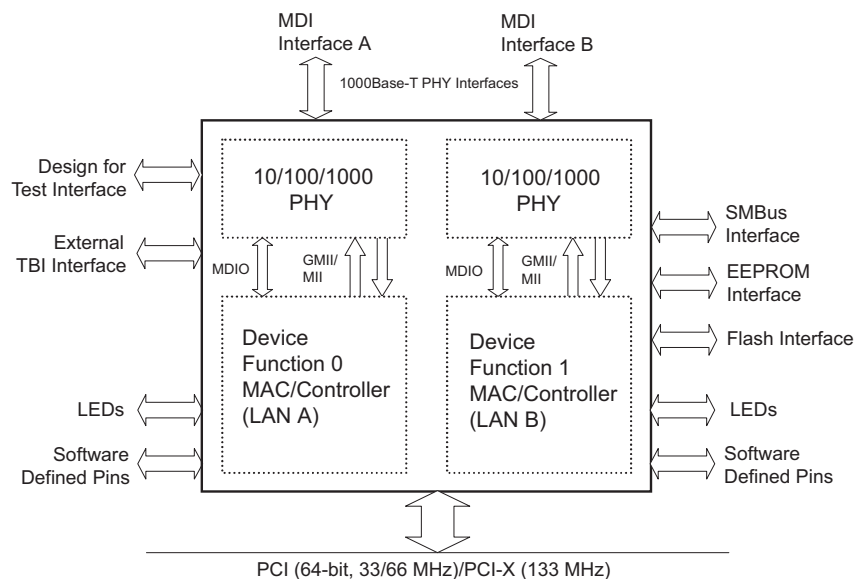 MDI
Interface A
MDI
Interface B
1000Base-T PHY Interfaces
Design for
Test Interface
External
TBI Interface
LEDs
Software
Defined Pins
10/100/1000
PHY
10/100/1000
PHY
MDIO
GMII/
MII
MDIO
GMII/
MII
Device
Function 0
MAC/Controller
(LAN A)
Device
Function 1
MAC/Controller
(LAN B)
SMBus
Interface
EEPROM
Interface
Flash Interface
LEDs
Software
Defined Pins
PCI (64-bit, 33/66 MHz)/PCI-X (133 MHz)